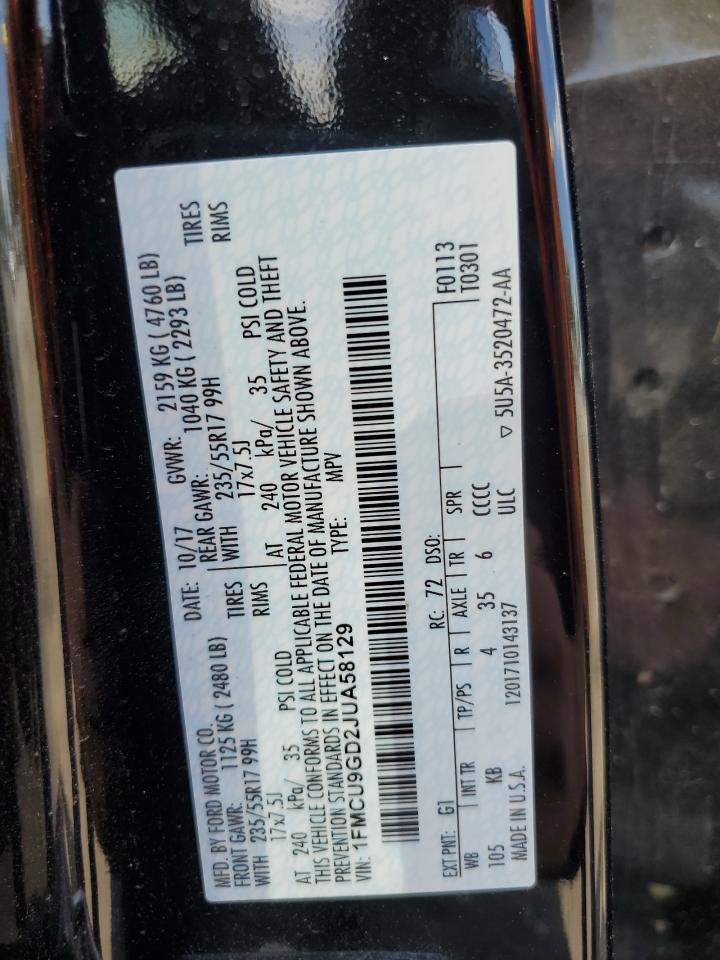 MFD. BY FORD MOTOR CO.
DATE: 10/17 GVWR: 2159 KG ( 4760 LB)
FRONT GAWR: 1125 KG ( 2480 LB) REAR GAWR: 1040 KG ( 2293 LB)
WITH 235/55R17 99H TIRES WITH 235/55R17 99H TIRES
17x7.5J RIMS 17x7.5J RIMS
AT 240 kPa/ 35 PSI COLD AT 240 kPa/ 35 PSI COLD
THIS VEHICLE CONFORMS TO ALL APPLICABLE FEDERAL MOTOR VEHICLE SAFETY AND THEFT
PREVENTION STANDARDS IN EFFECT ON THE DATE OF MANUFACTURE SHOWN ABOVE.
VIN: 1FMCU9GD2JUA58129 TYPE: MPV
EXT PNT: G1 RC: 72 DSO: F0113
WB INT TR TP/PS R AXLE TR SPR T0301
105 KB 4 35 6 CCCC
MADE IN U.S.A. 1201710143137 ULC ▽ 5U5A-3520472-AA